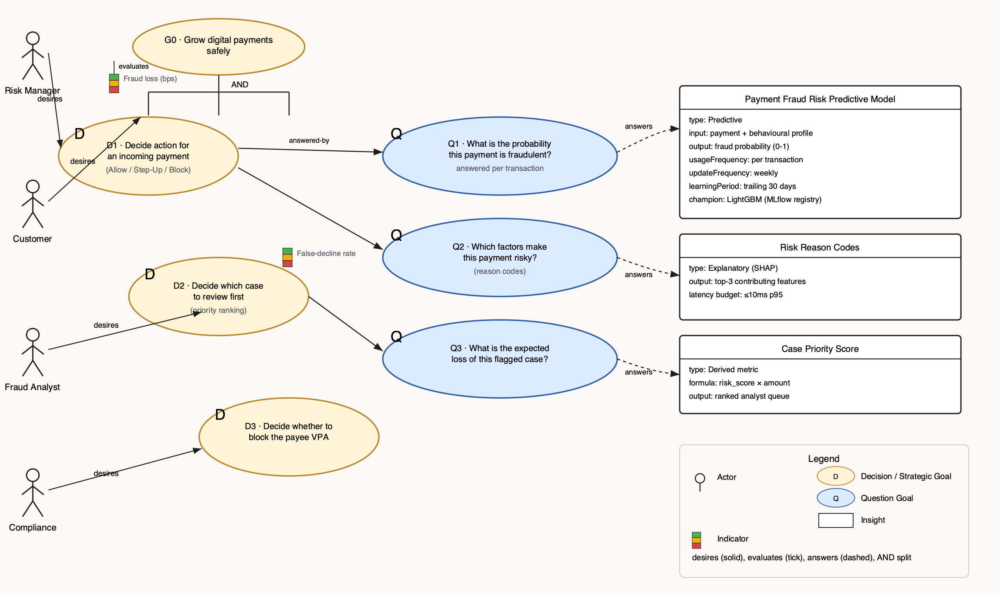 G0 · Grow digital payments
safely
evaluates
Fraud loss (bps)
AND
Risk Manager
desires
D
D1 · Decide action for
an incoming payment
(Allow / Step-Up / Block)
desires
Customer
answered-by
Q
Q1 · What is the probability
this payment is fraudulent?
answered per transaction
answers
Payment Fraud Risk Predictive Model
type: Predictive
input: payment + behavioural profile
output: fraud probability (0-1)
usageFrequency: per transaction
updateFrequency: weekly
learningPeriod: trailing 30 days
champion: LightGBM (MLflow registry)
False-decline rate
D
D2 · Decide which case
to review first
(priority ranking)
desires
Fraud Analyst
Q
Q2 · Which factors make
this payment risky?
(reason codes)
answers
Risk Reason Codes
type: Explanatory (SHAP)
output: top-3 contributing features
latency budget: ≤10ms p95
Q
Q3 · What is the expected
loss of this flagged case?
answers
Case Priority Score
type: Derived metric
formula: risk_score × amount
output: ranked analyst queue
D
D3 · Decide whether to
block the payee VPA
desires
Compliance
Legend
Actor
D
Decision / Strategic Goal
Q
Question Goal
Insight
Indicator
desires (solid), evaluates (tick), answers (dashed), AND split